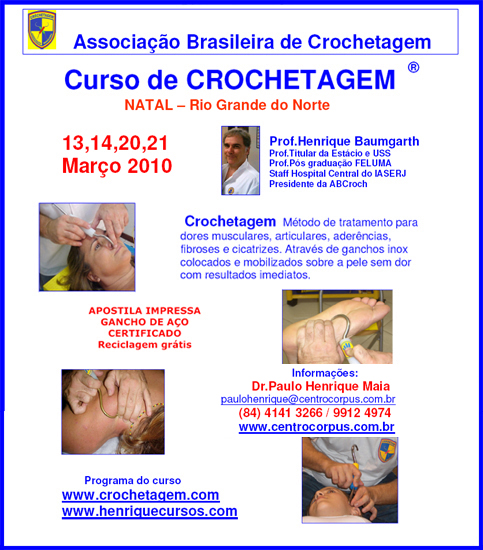 CROCHETAGEM
Associação Brasileira de Crochetagem
Curso de CROCHETAGEM ®
NATAL – Rio Grande do Norte
13,14,20,21
Março 2010
Prof.Henrique Baumgarth
Prof.Titular da Estácio e USS
Prof.Pós graduação FELUMA
Staff Hospital Central do IASERJ
Presidente da ABCroch
Crochetagem Método de tratamento para
dores musculares, articulares, aderências,
fibroses e cicatrizes. Através de ganchos inox
colocados e mobilizados sobre a pele sem dor
com resultados imediatos.
APOSTILA IMPRESSA
GANCHO DE AÇO
CERTIFICADO
Reciclagem grátis
Informações:
Dr.Paulo Henrique Maia
paulohenrique@centrocorpus.com.br
(84) 4141 3266 / 9912 4974
www.centrocorpus.com.br
Programa do curso
www.crochetagem.com
www.henriquecursos.com